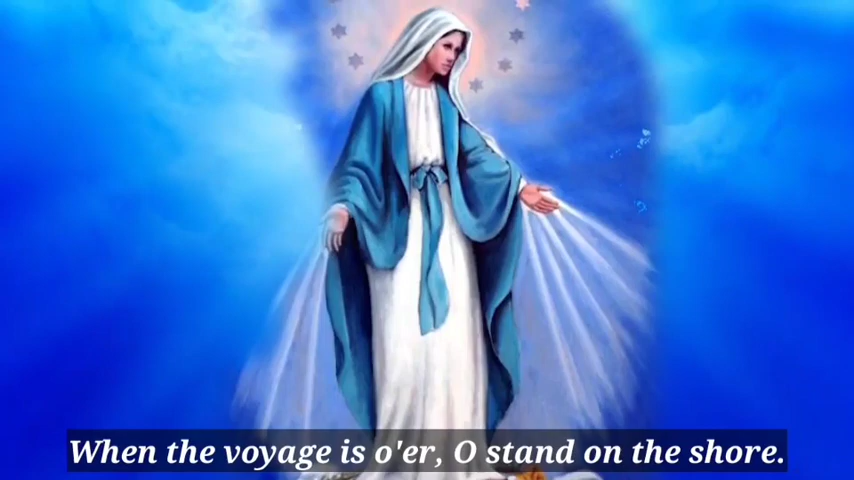 When the voyage is o'er, O stand on the shore.